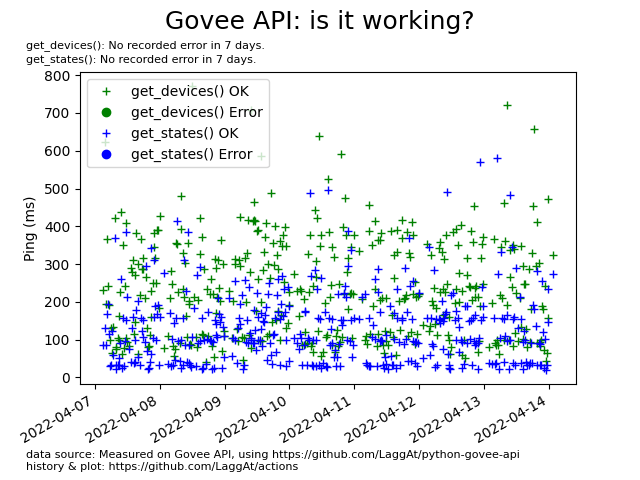 Govee API: is it working?
get_devices(): No recorded error in 7 days.
get_states(): No recorded error in 7 days.
800
700
600
500
400
300
200
100
0
Ping (ms)
get_devices() OK
get_devices() Error
get_states() OK
get_states() Error
2022-04-07
2022-04-08
2022-04-09
2022-04-10
2022-04-11
2022-04-12
2022-04-13
2022-04-14
data source: Measured on Govee API, using https://github.com/LaggAt/python-govee-api
history & plot: https://github.com/LaggAt/actions